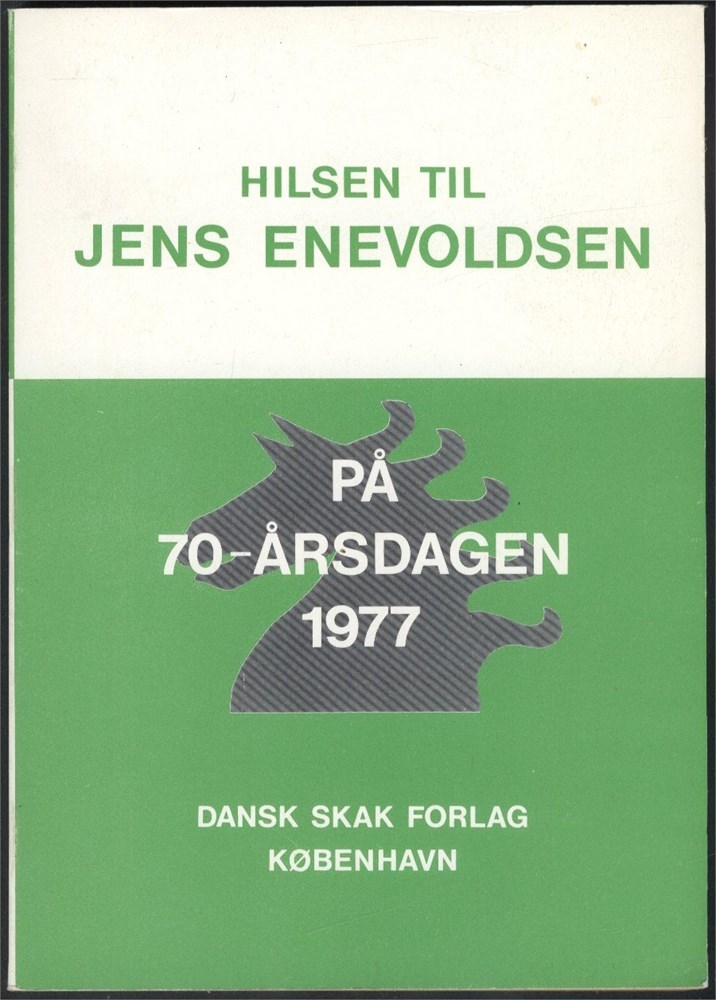 HILSEN TIL
JENS ENEVOLDSEN
PÅ
70-ÅRSDAGEN
1977
DANSK SKAK FORLAG
KØBENHAVN